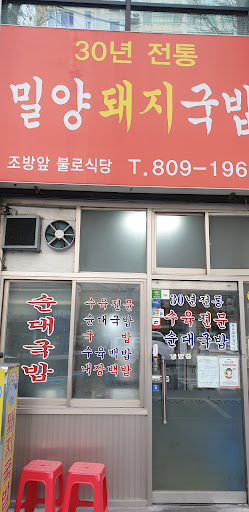 30년 전통
밀양돼지국밥
조방앞 불로식당 T.809-196
순대국밥
수육전문
순대국밥
국 밥
수육백밥
내장백밥
30년전통
수육전문
순대국밥